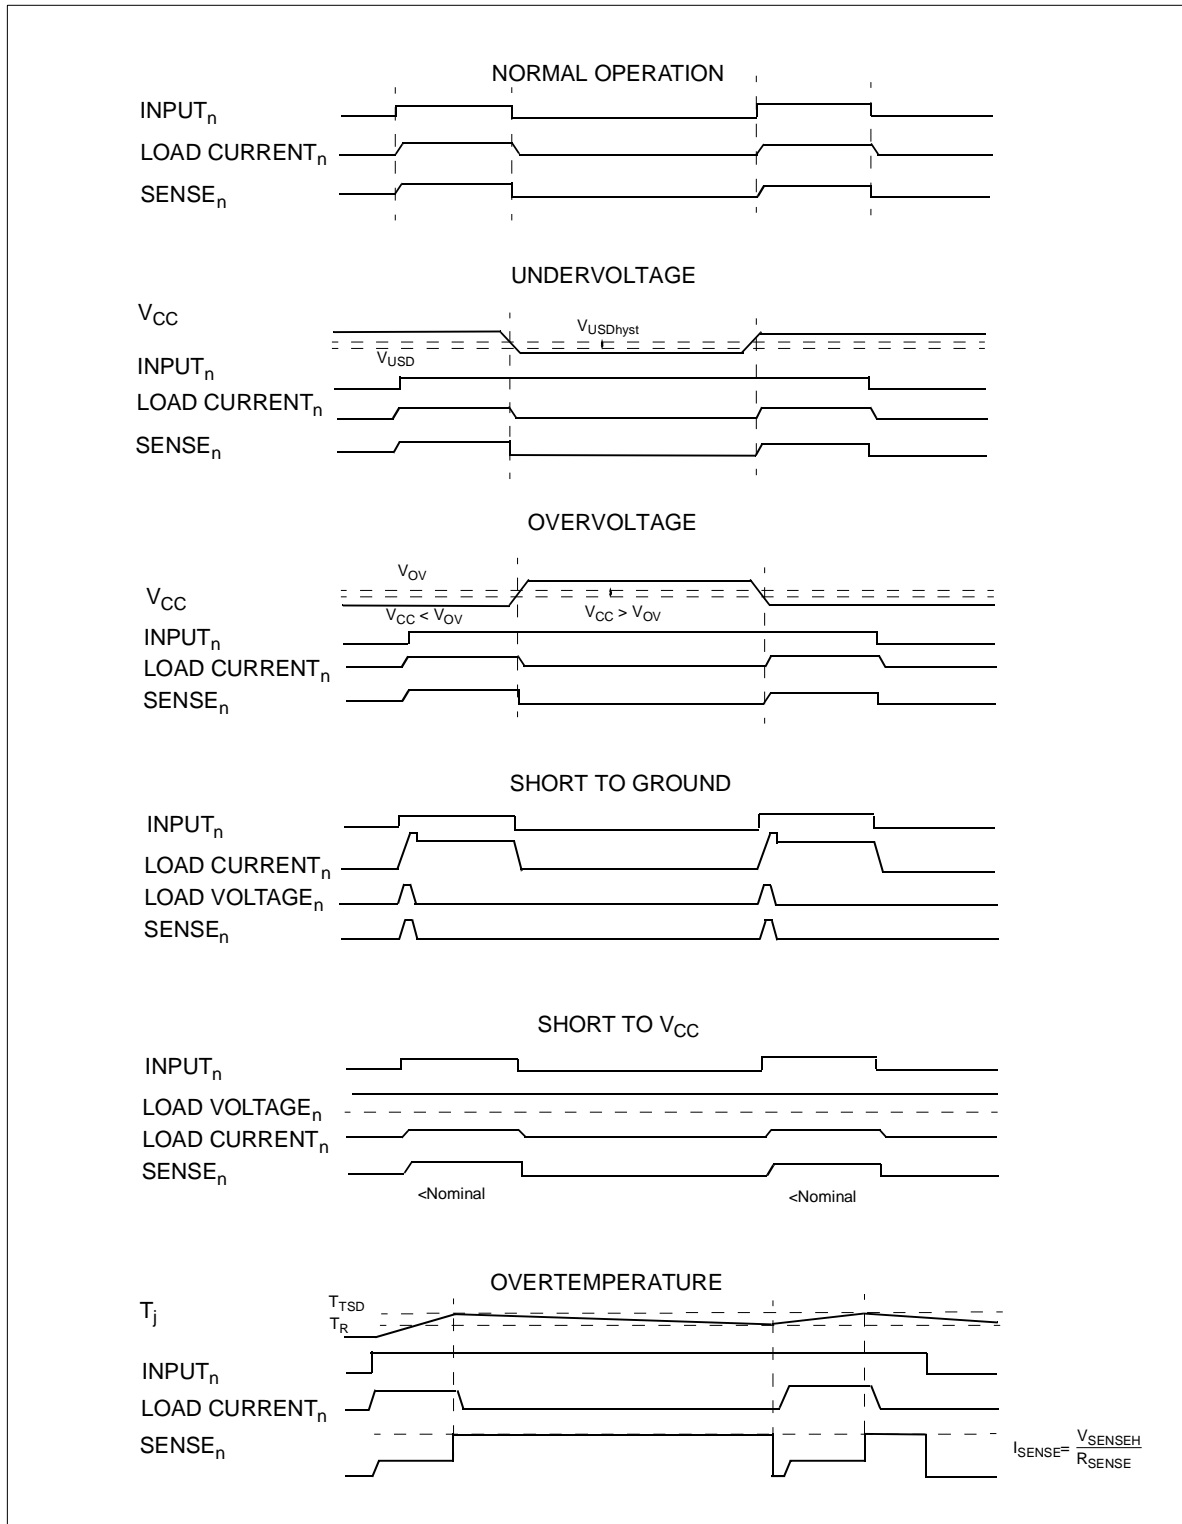 NORMAL OPERATION
INPUTn
LOAD CURRENTn
SENSEn
UNDERVOLTAGE
VCC
VUSDhyst
VUSD
INPUTn
LOAD CURRENTn
SENSEn
OVERVOLTAGE
VOV
VCC
VCC < VOV
VCC > VOV
INPUTn
LOAD CURRENTn
SENSEn
SHORT TO GROUND
INPUTn
LOAD CURRENTn
LOAD VOLTAGEn
SENSEn
SHORT TO VCC
INPUTn
LOAD VOLTAGEn
LOAD CURRENTn
SENSEn
<Nominal
<Nominal
OVERTEMPERATURE
Tj
TTSD
TR
INPUTn
LOAD CURRENTn
SENSEn
ISENSE= VSENSEH
RSENSE